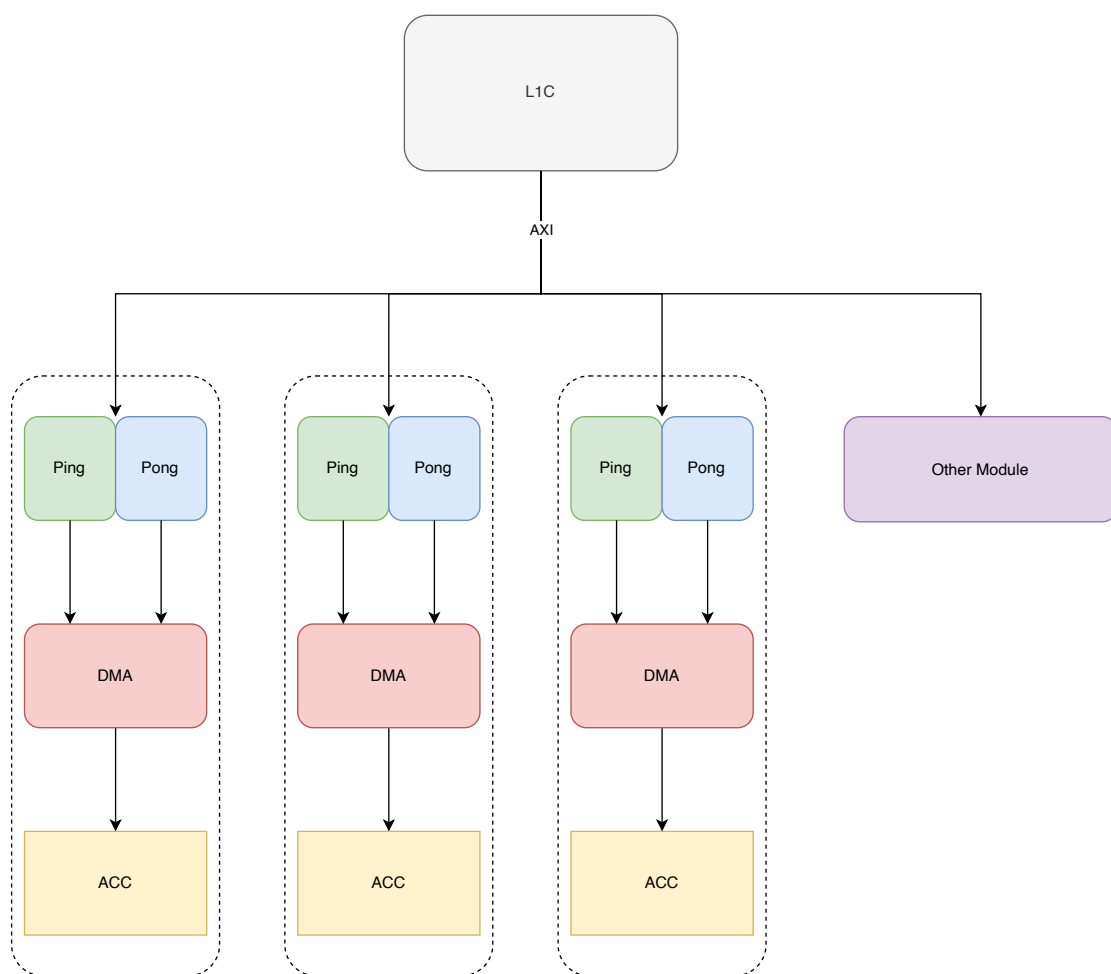 L1C
AXI
Ping
Pong
Ping
Pong
Ping
Pong
Other Module
DMA
DMA
DMA
ACC
ACC
ACC